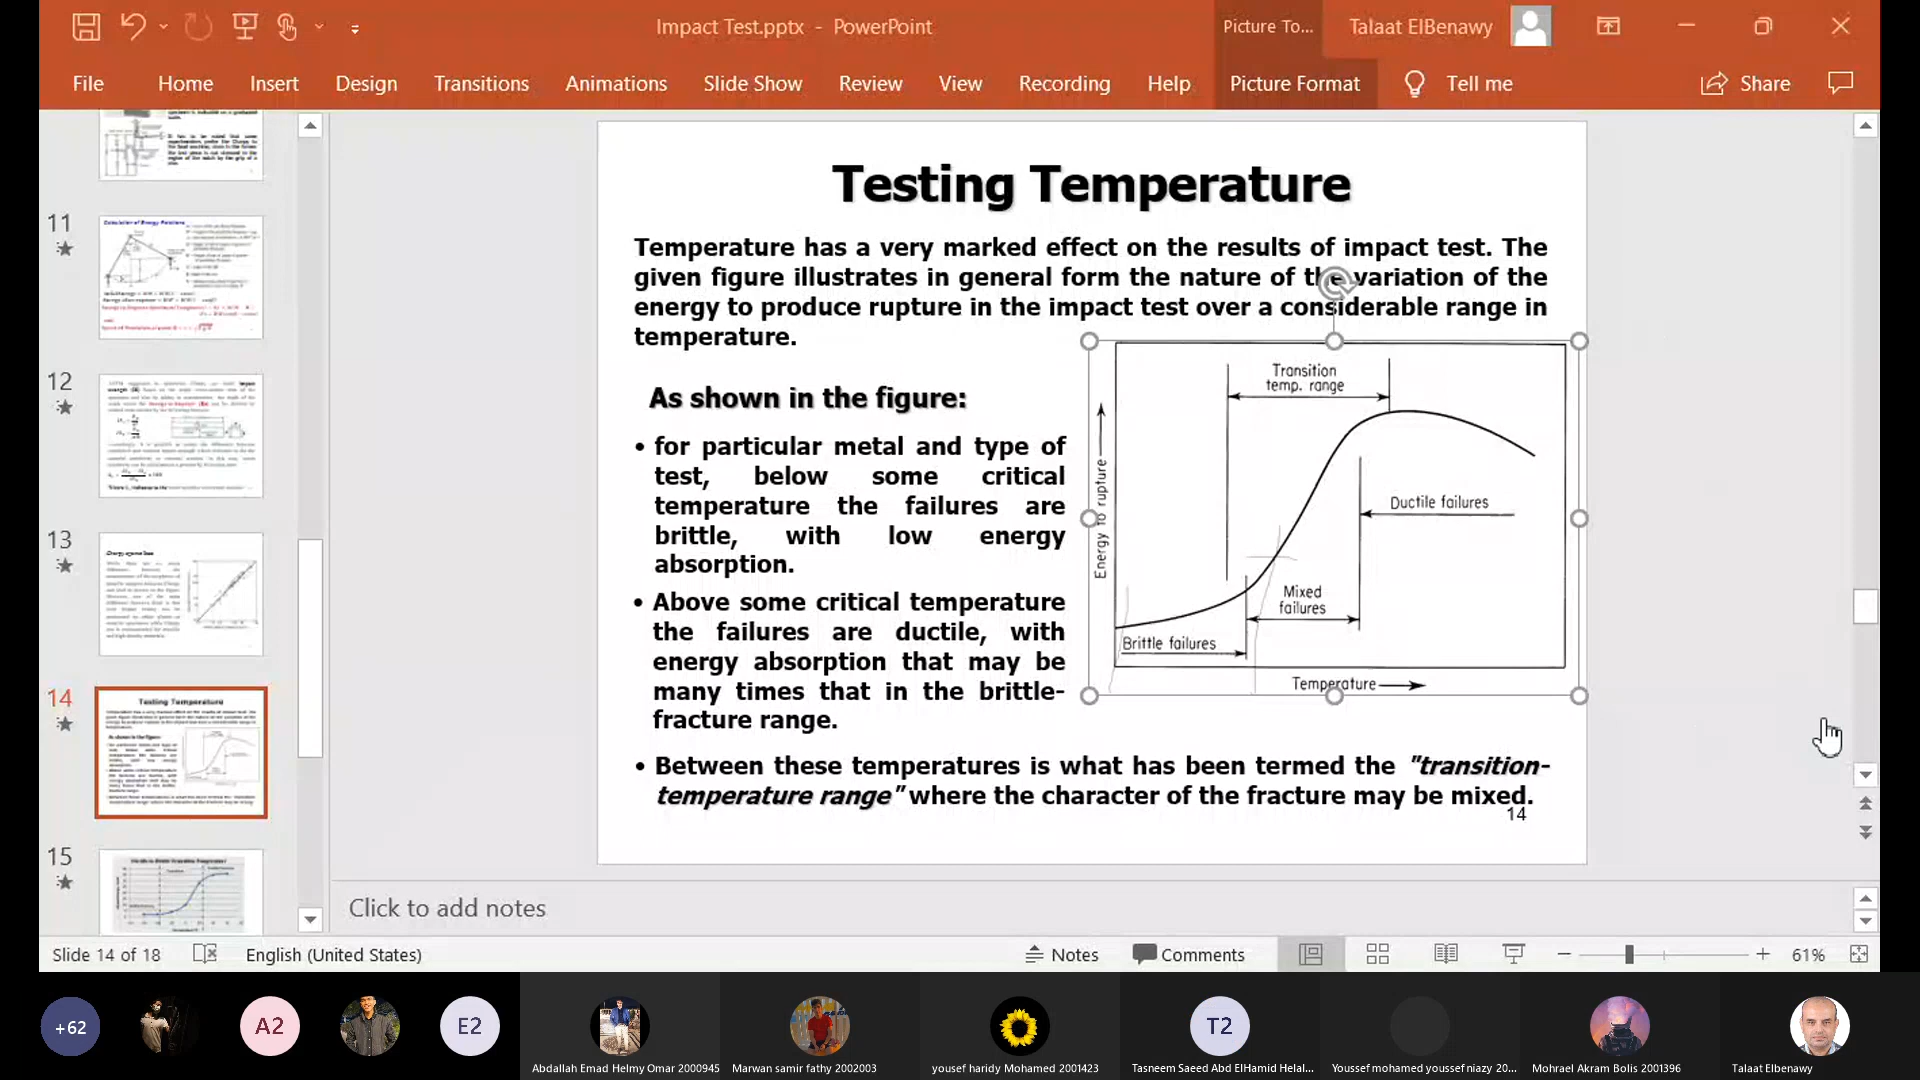 Impact Test.pptx - PowerPoint
Picture To...
Talaat ElBenawy
File Home Insert Design Transitions Animations Slide Show Review View Recording Help Picture Format Tell me Share
11
12
13
14
15
Testing Temperature
Temperature has a very marked effect on the results of impact test. The
given figure illustrates in general form the nature of the variation of the
energy to produce rupture in the impact test over a considerable range in
temperature.
As shown in the figure:
• for particular metal and type of
test, below some critical
temperature the failures are
brittle, with low energy
absorption.
• Above some critical temperature
the failures are ductile, with
energy absorption that may be
many times that in the brittle-
fracture range.
• Between these temperatures is what has been termed the "transition-
temperature range" where the character of the fracture may be mixed.
14
Transition
temp. range
Energy to rupture
Ductile failures
Mixed
failures
Brittle failures
Temperature
Click to add notes
Slide 14 of 18
English (United States)
Notes
Comments
61%
+62
A2
E2
T2
Abdallah Emad Helmy Omar 2000945
Marwan samir fathy 2002003
yousef haridy Mohamed 2001423
Tasneem Saeed Abd ElHamid Helal...
Youssef mohamed youssef niazy 20...
Mohrael Akram Bolis 2001396
Talaat Elbenawy